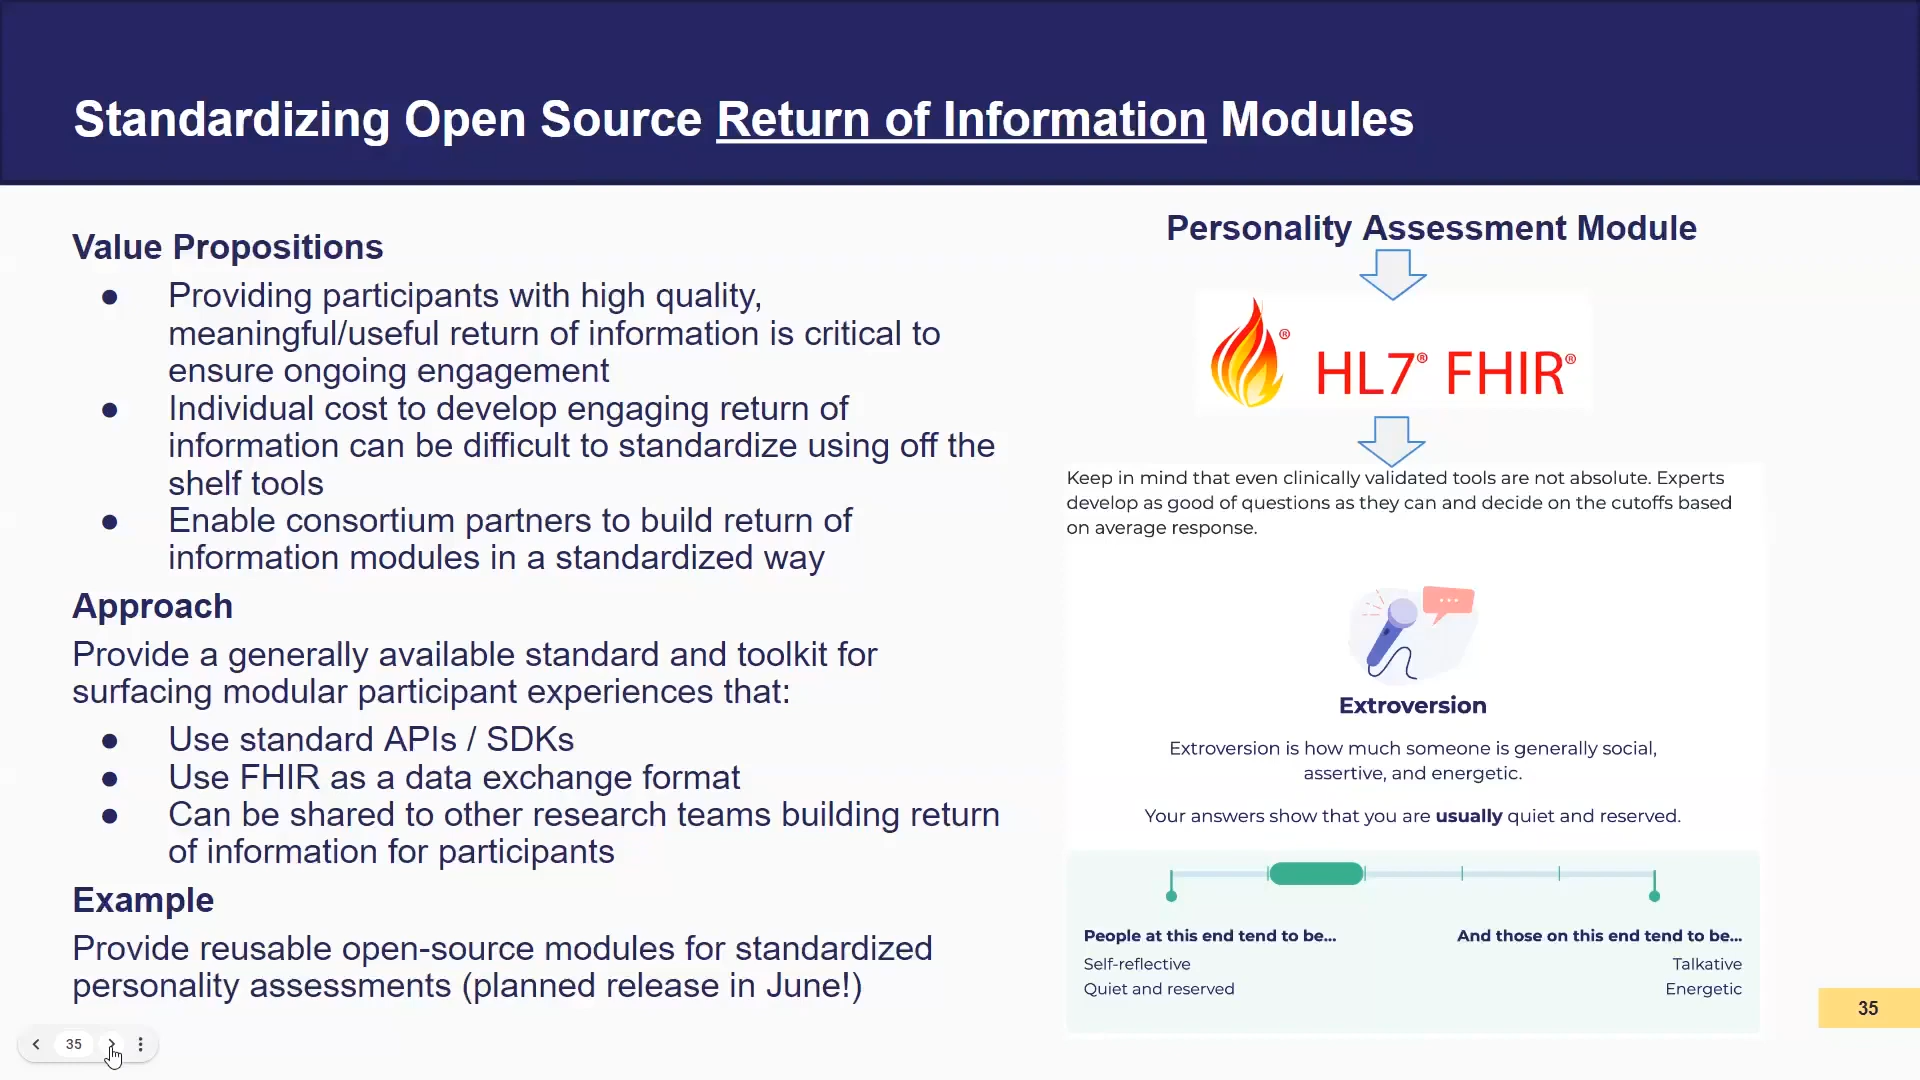 Standardizing Open Source Return of Information Modules
Value Propositions
● Providing participants with high quality,
meaningful/useful return of information is critical to
ensure ongoing engagement
● Individual cost to develop engaging return of
information can be difficult to standardize using off the
shelf tools
● Enable consortium partners to build return of
information modules in a standardized way
Approach
Provide a generally available standard and toolkit for
surfacing modular participant experiences that:
● Use standard APIs / SDKs
● Use FHIR as a data exchange format
● Can be shared to other research teams building return
of information for participants
Example
Provide reusable open-source modules for standardized
personality assessments (planned release in June!)
Personality Assessment Module
HL7® FHIR®
Keep in mind that even clinically validated tools are not absolute. Experts
develop as good of questions as they can and decide on the cutoffs based
on average response.
Extroversion
Extroversion is how much someone is generally social,
assertive, and energetic.
Your answers show that you are usually quiet and reserved.
People at this end tend to be...
Self-reflective
Quiet and reserved
And those on this end tend to be...
Talkative
Energetic
35
35